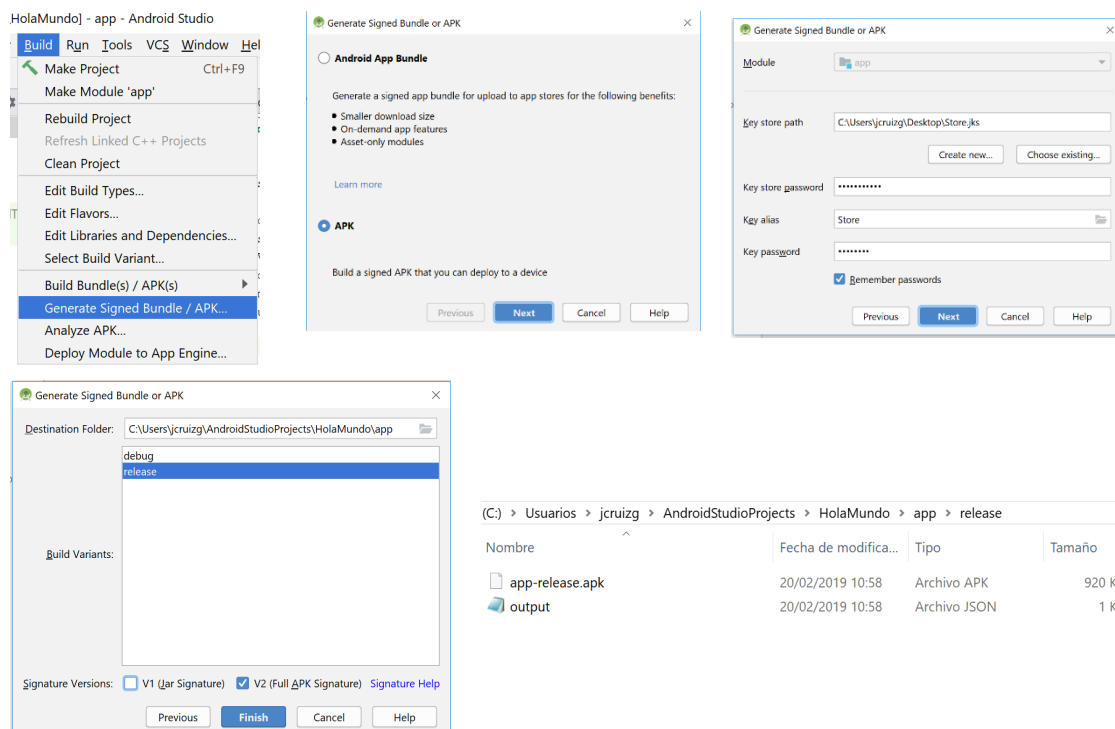 HolaMundo] - app - Android Studio
Build Run Tools VCS Window Hel
Make Project Ctrl+F9
Make Module 'app'
Rebuild Project
Refresh Linked C++ Projects
Clean Project
Edit Build Types...
Edit Flavors...
Edit Libraries and Dependencies...
Select Build Variant...
Build Bundle(s) / APK(s)
Generate Signed Bundle / APK...
Analyze APK...
Deploy Module to App Engine...
Generate Signed Bundle or APK
Android App Bundle
Generate a signed app bundle for upload to app stores for the following benefits:
Smaller download size
On-demand app features
Asset-only modules
Learn more
APK
Build a signed APK that you can deploy to a device
Previous Next Cancel Help
Generate Signed Bundle or APK
Module app
Key store path C:\Users\jcruizg\Desktop\Store.jks
Create new... Choose existing...
Key store password •••••••••••
Key alias Store
Key password ••••••••
Remember passwords
Previous Next Cancel Help
Generate Signed Bundle or APK
Destination Folder: C:\Users\jcruizg\AndroidStudioProjects\HolaMundo\app
debug
release
Build Variants:
Signature Versions: V1 (Jar Signature) V2 (Full APK Signature) Signature Help
Previous Finish Cancel Help
(C:) > Usuarios > jcruizg > AndroidStudioProjects > HolaMundo > app > release
Nombre Fecha de modifica... Tipo Tamaño
app-release.apk 20/02/2019 10:58 Archivo APK 920 K
output 20/02/2019 10:58 Archivo JSON 1 K